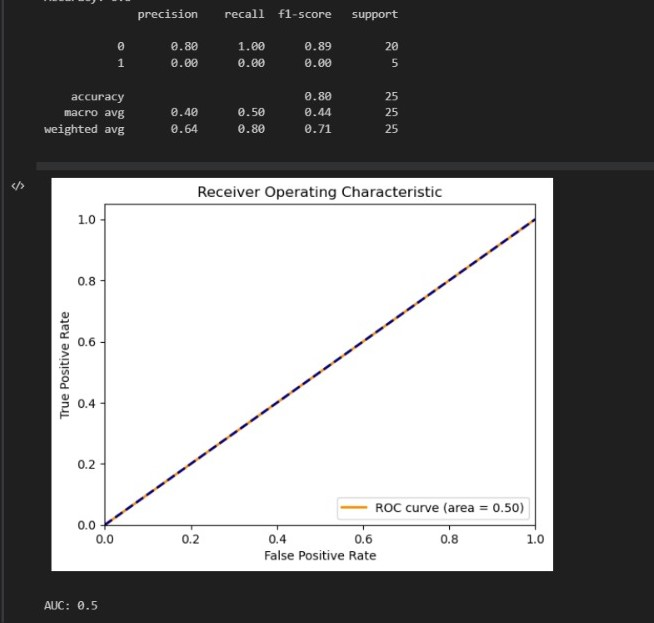 precision recall f1-score support
0 0.80 1.00 0.89 20
1 0.00 0.00 0.00 5
accuracy 0.80 25
macro avg 0.40 0.50 0.44 25
weighted avg 0.64 0.80 0.71 25
</>
Receiver Operating Characteristic
1.0
0.8
0.6
0.4
0.2
0.0
True Positive Rate
ROC curve (area = 0.50)
0.0 0.2 0.4 0.6 0.8 1.0
False Positive Rate
AUC: 0.5